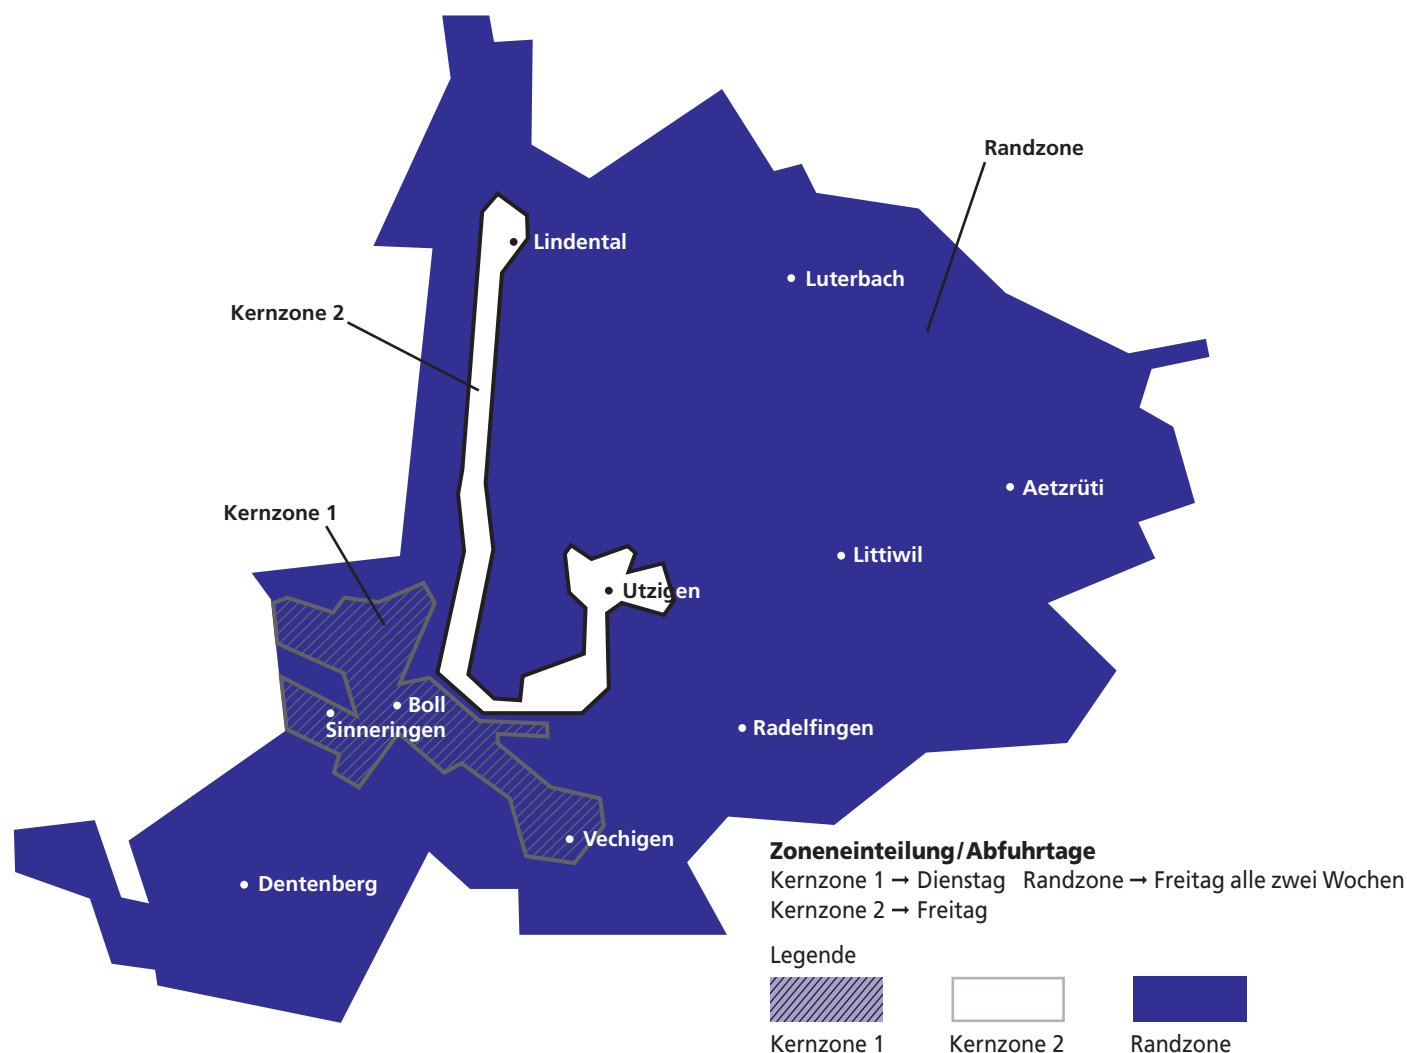 Randzone
Lindental
Luterbach
Kernzone 2
Aetzrüti
Kernzone 1
Littiwil
Utzigen
Boll
Sinneringen
Radelfingen
Vechigen
Dentenberg
Zoneneinteilung/Abfuhrtage
Kernzone 1 → Dienstag Randzone → Freitag alle zwei Wochen
Kernzone 2 → Freitag
Legende
Kernzone 1 Kernzone 2 Randzone